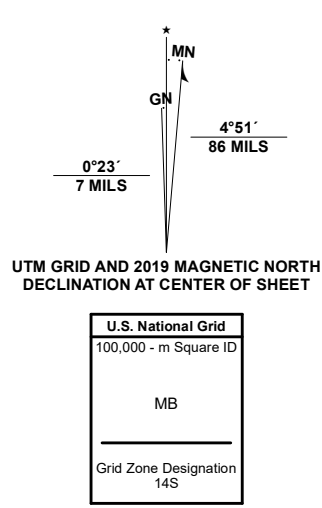 ★
MN
GN
4°51´
86 MILS
0°23´
7 MILS
UTM GRID AND 2019 MAGNETIC NORTH
DECLINATION AT CENTER OF SHEET
U.S. National Grid
100,000 - m Square ID
MB
Grid Zone Designation
14S